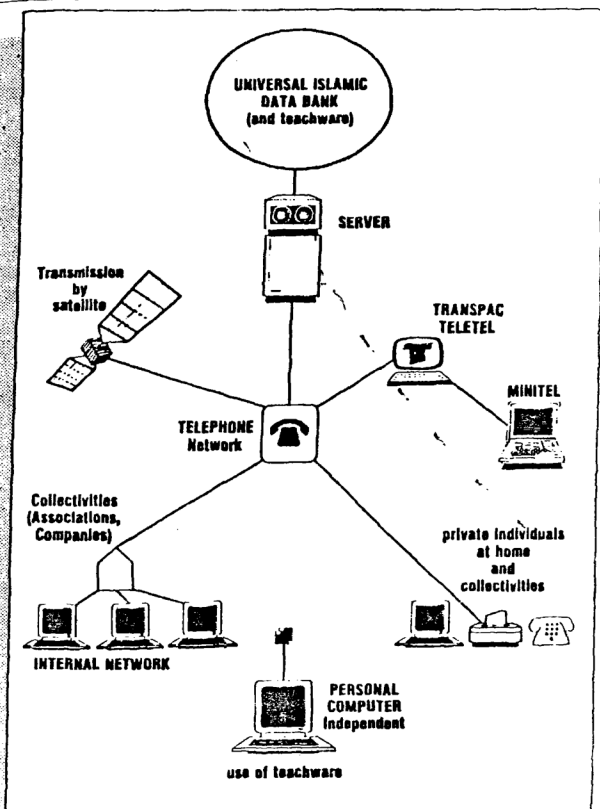 UNIVERSAL ISLAMIC
DATA BANK
(and teachware)
SERVER
Transmission
by
satellite
TRANSPAC
TELETEL
MINITEL
TELEPHONE
Network
Collectivities
(Associations,
Companies)
private individuals
at home
and
collectivities
INTERNAL NETWORK
PERSONAL
COMPUTER
Independent
use of teachware